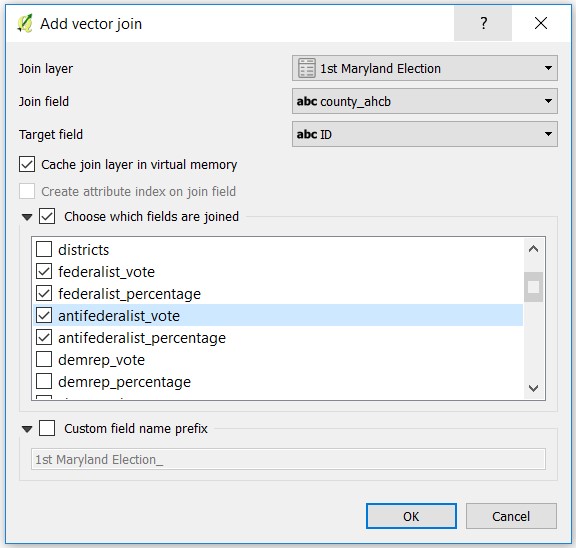 Add vector join
?
Join layer
1st Maryland Election
Join field
abc county_ahcb
Target field
abc ID
Cache join layer in virtual memory
Create attribute index on join field
Choose which fields are joined
districts
federalist_vote
federalist_percentage
antifederalist_vote
antifederalist_percentage
demrep_vote
demrep_percentage
Custom field name prefix
1st Maryland Election_
OK
Cancel